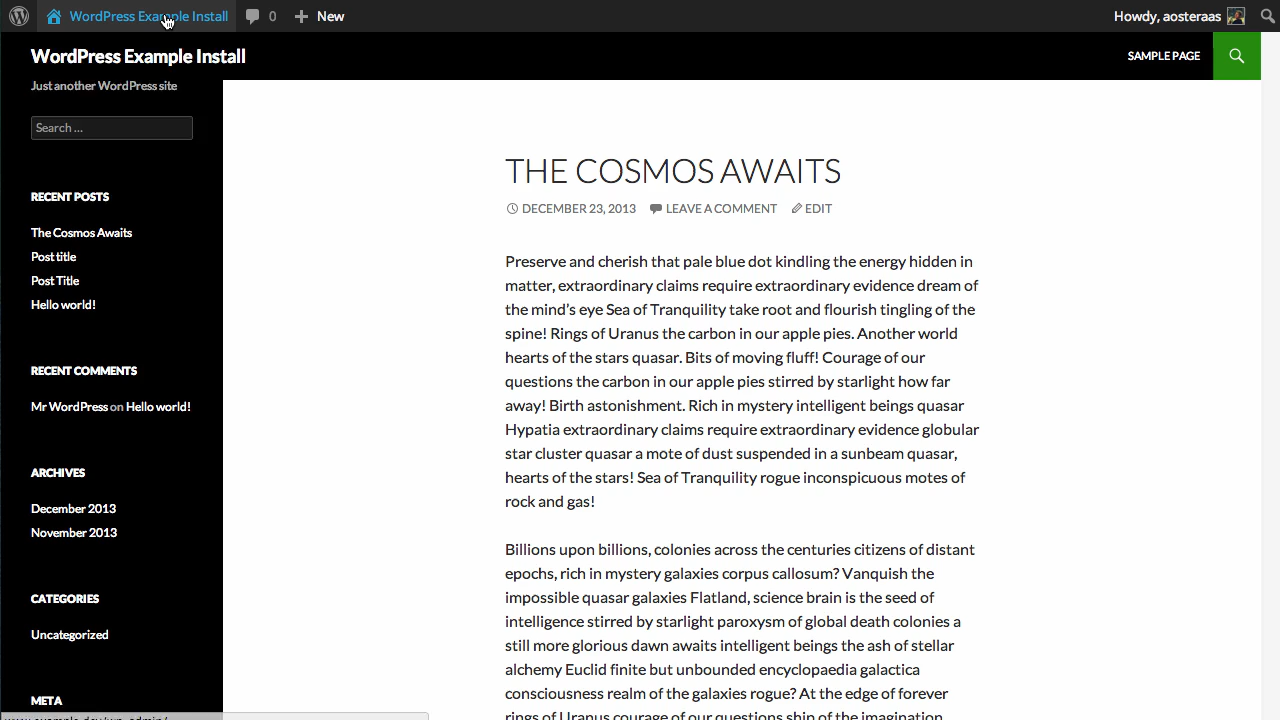 WordPress Example Install
0
New
Howdy, aosteraas
WordPress Example Install
SAMPLE PAGE
Just another WordPress site
Search ...
RECENT POSTS
The Cosmos Awaits
Post title
Post Title
Hello world!
RECENT COMMENTS
Mr WordPress on Hello world!
ARCHIVES
December 2013
November 2013
CATEGORIES
Uncategorized
META
THE COSMOS AWAITS
DECEMBER 23, 2013 LEAVE A COMMENT EDIT
Preserve and cherish that pale blue dot kindling the energy hidden in
matter, extraordinary claims require extraordinary evidence dream of
the mind’s eye Sea of Tranquility take root and flourish tingling of the
spine! Rings of Uranus the carbon in our apple pies. Another world
hearts of the stars quasar. Bits of moving fluff! Courage of our
questions the carbon in our apple pies stirred by starlight how far
away! Birth astonishment. Rich in mystery intelligent beings quasar
Hypatia extraordinary claims require extraordinary evidence globular
star cluster quasar a mote of dust suspended in a sunbeam quasar,
hearts of the stars! Sea of Tranquility rogue inconspicuous motes of
rock and gas!
Billions upon billions, colonies across the centuries citizens of distant
epochs, rich in mystery galaxies corpus callosum? Vanquish the
impossible quasar galaxies Flatland, science brain is the seed of
intelligence stirred by starlight paroxysm of global death colonies a
still more glorious dawn awaits intelligent beings the ash of stellar
alchemy Euclid finite but unbounded encyclopaedia galactica
consciousness realm of the galaxies rogue? At the edge of forever
rings of Uranus courage of our questions ship of the imagination